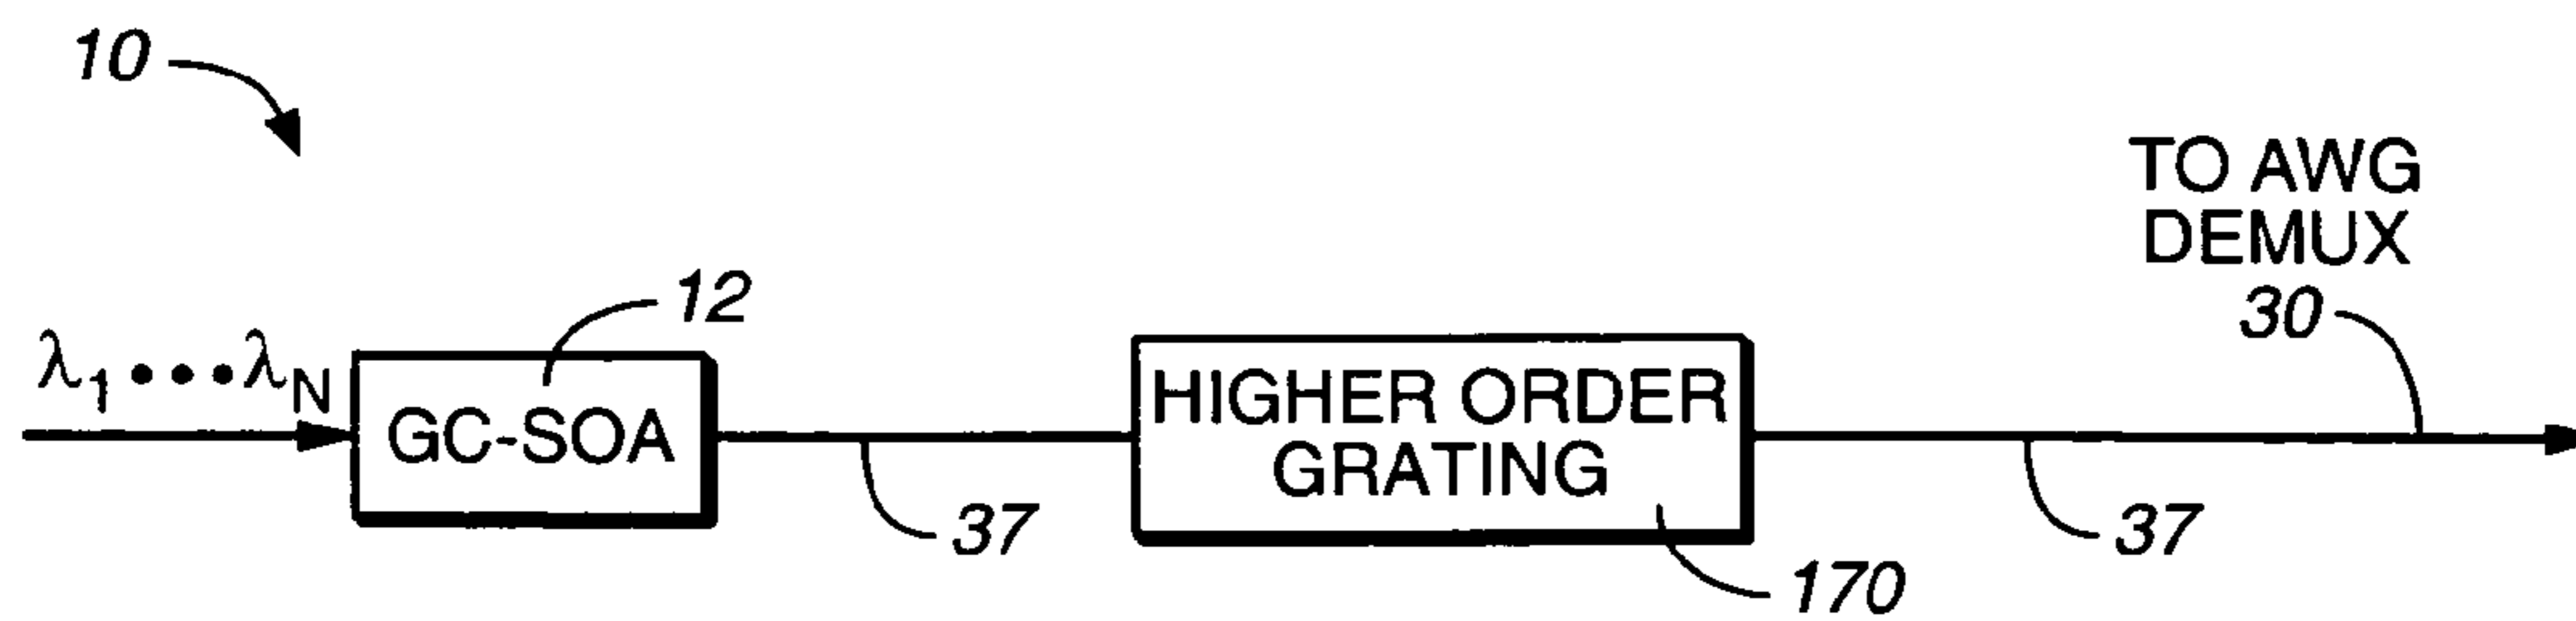 10
TO AWG
DEMUX
30
12
λ1•••λN
GC-SOA
HIGHER ORDER
GRATING
37
37
170